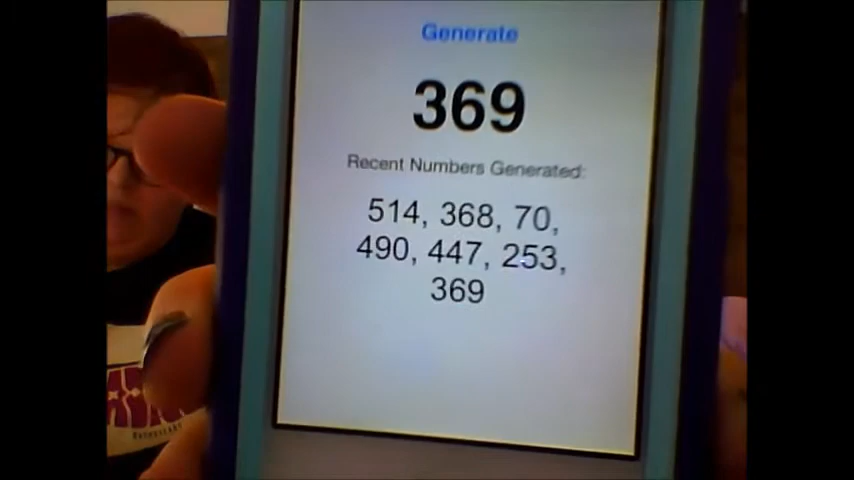 Generate
369
Recent Numbers Generated:
514, 368, 70,
490, 447, 253,
369